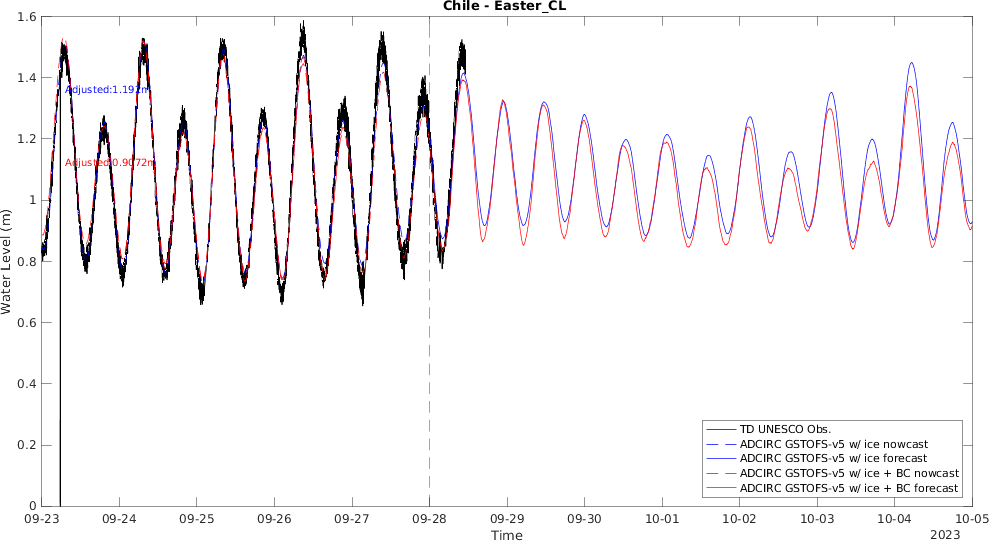 Chile - Easter_CL
1.6
1.4
1.2
1
0.8
0.6
0.4
0.2
0
Water Level (m)
Adjusted:1.191m
Adjusted:0.9072m
TD UNESCO Obs.
ADCIRC GSTOFS-v5 w/ ice nowcast
ADCIRC GSTOFS-v5 w/ ice forecast
ADCIRC GSTOFS-v5 w/ ice + BC nowcast
ADCIRC GSTOFS-v5 w/ ice + BC forecast
09-23 09-24 09-25 09-26 09-27 09-28 09-29 09-30 10-01 10-02 10-03 10-04 10-05
Time
2023